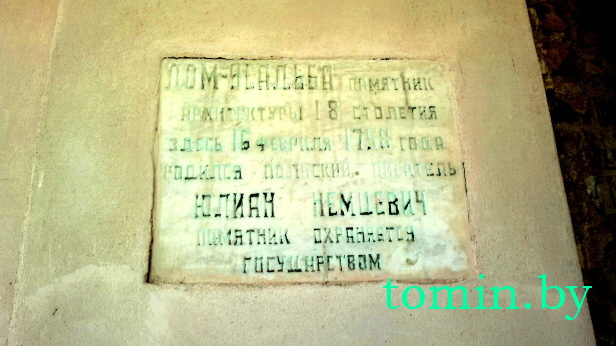 ДОМ-УСАДЬБА ПАМЯТНИК
АРХИТЕКТУРЫ 18 СТОЛЕТИЯ
ЗДЕСЬ 16 ФЕВРАЛЯ 1758 ГОДА
РОДИЛСЯ ПОЛЬСКИЙ ПИСАТЕЛЬ
ЮЛИАН НЕМЦЕВИЧ
ПАМЯТНИК ОХРАНЯЕТСЯ
ГОСУДАРСТВОМ
tomin.by